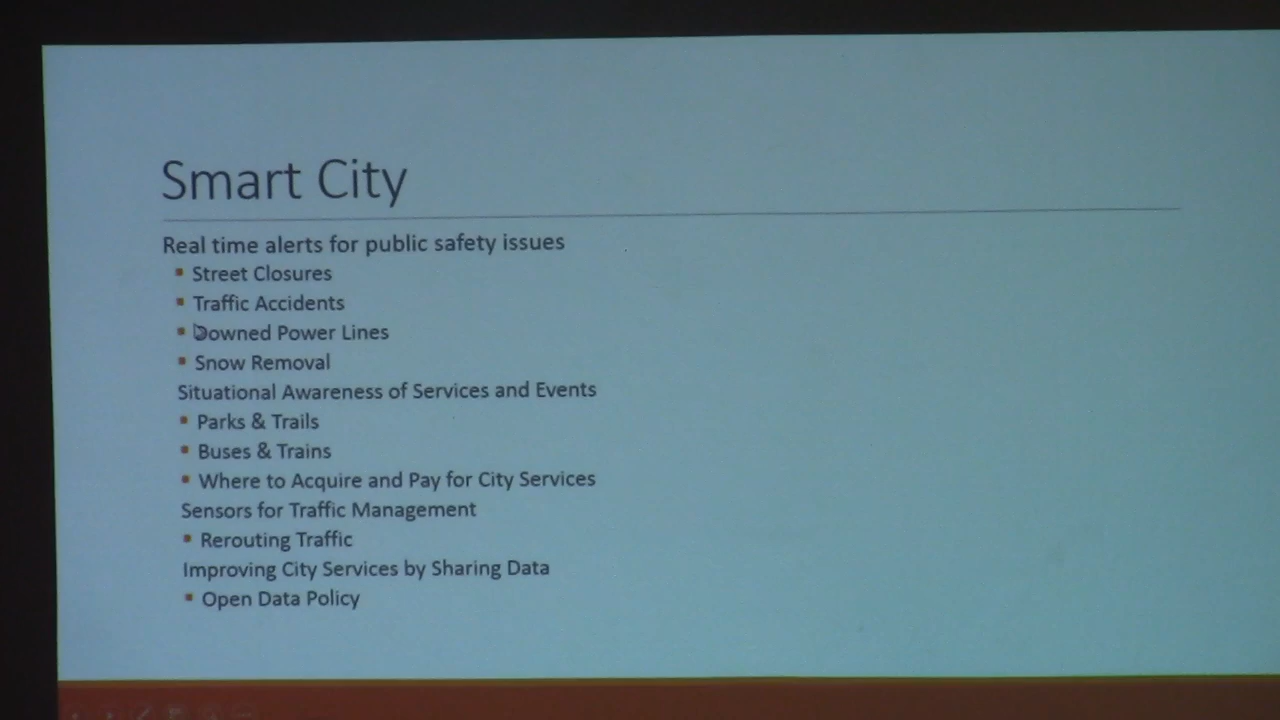 Smart City
Real time alerts for public safety issues
▪ Street Closures
▪ Traffic Accidents
▪ Downed Power Lines
▪ Snow Removal
Situational Awareness of Services and Events
▪ Parks & Trails
▪ Buses & Trains
▪ Where to Acquire and Pay for City Services
Sensors for Traffic Management
▪ Rerouting Traffic
Improving City Services by Sharing Data
▪ Open Data Policy